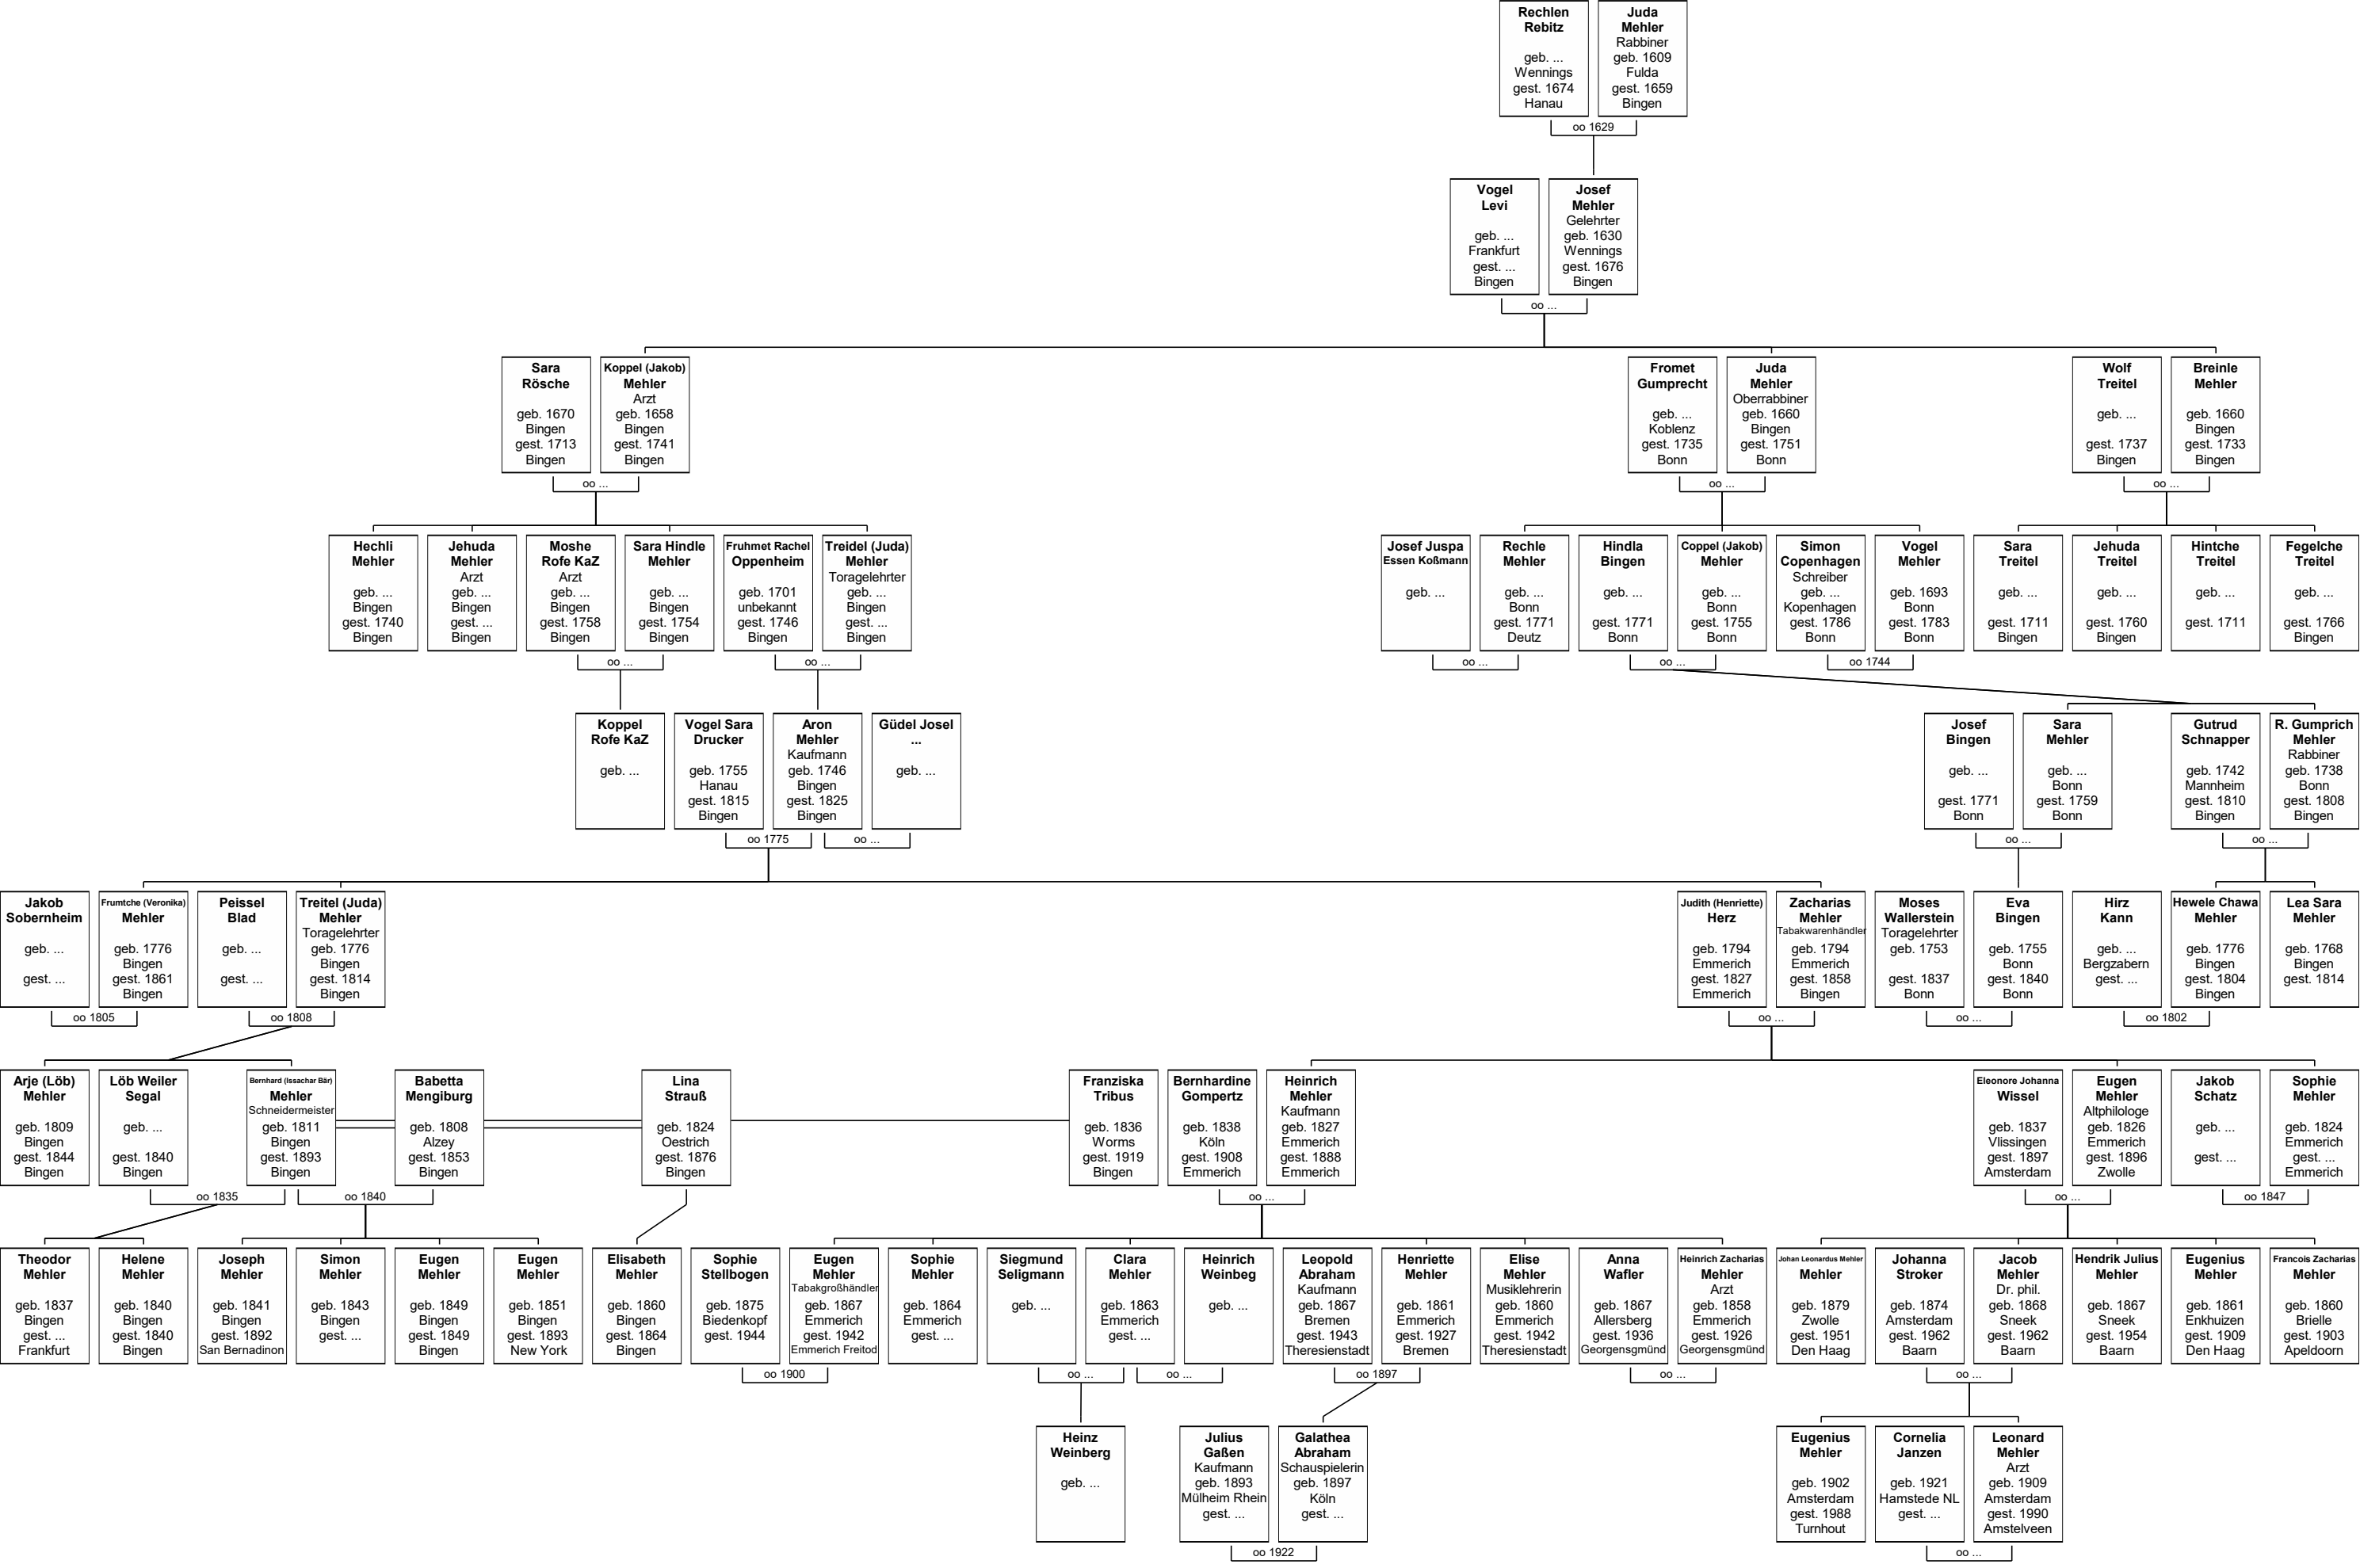 Rechlen
Rebitz
geb. ...
Wennings
gest. 1674
Hanau
Juda
Mehler
Rabbiner
geb. 1609
Fulda
gest. 1659
Bingen
oo 1629
Vogel
Levi
geb. ...
Frankfurt
gest. ...
Bingen
Josef
Mehler
Gelehrter
geb. 1630
Wennings
gest. 1676
Bingen
oo ...
Sara
Rösche
geb. 1670
Bingen
gest. 1713
Bingen
Koppel (Jakob)
Mehler
Arzt
geb. 1658
Bingen
gest. 1741
Bingen
oo ...
Fromet
Gumprecht
geb. ...
Koblenz
gest. 1735
Bonn
Juda
Mehler
Oberrabbiner
geb. 1660
Bingen
gest. 1751
Bonn
oo ...
Wolf
Treitel
geb. ...
gest. 1737
Bingen
Breinle
Mehler
geb. 1660
Bingen
gest. 1733
Bingen
oo ...
Hechli
Mehler
geb. ...
Bingen
gest. 1740
Bingen
Jehuda
Mehler
Arzt
geb. ...
Bingen
gest. ...
Bingen
Moshe
Rofe KaZ
Arzt
geb. ...
Bingen
gest. 1758
Bingen
Sara Hindle
Mehler
geb. ...
Bingen
gest. 1754
Bingen
oo ...
Fruhmet Rachel
Oppenheim
geb. 1701
unbekannt
gest. 1746
Bingen
Treidel (Juda)
Mehler
Toragelehrter
geb. ...
Bingen
gest. ...
Bingen
oo ...
Josef Juspa
Essen Koßmann
geb. ...
Rechle
Mehler
geb. ...
Bonn
gest. 1771
Deutz
oo ...
Hindla
Bingen
geb. ...
gest. 1771
Bonn
Coppel (Jakob)
Mehler
geb. ...
Bonn
gest. 1755
Bonn
oo ...
Simon
Copenhagen
Schreiber
geb. ...
Kopenhagen
gest. 1786
Bonn
Vogel
Mehler
geb. 1693
Bonn
gest. 1783
Bonn
oo 1744
Sara
Treitel
geb. ...
gest. 1711
Bingen
Jehuda
Treitel
geb. ...
gest. 1760
Bingen
Hintche
Treitel
geb. ...
gest. 1711
Fegelche
Treitel
geb. ...
gest. 1766
Bingen
Koppel
Rofe KaZ
geb. ...
Vogel Sara
Drucker
geb. 1755
Hanau
gest. 1815
Bingen
Aron
Mehler
Kaufmann
geb. 1746
Bingen
gest. 1825
Bingen
Güdel Josel
...
geb. ...
oo 1775
oo ...
Josef
Bingen
geb. ...
gest. 1771
Bonn
Sara
Mehler
geb. ...
Bonn
gest. 1759
Bonn
oo ...
Gutrud
Schnapper
geb. 1742
Mannheim
gest. 1810
Bingen
R. Gumprich
Mehler
Rabbiner
geb. 1738
Bonn
gest. 1808
Bingen
oo ...
Jakob
Sobernheim
geb. ...
gest. ...
Frumtche (Veronika)
Mehler
geb. 1776
Bingen
gest. 1861
Bingen
oo 1805
Peissel
Blad
geb. ...
gest. ...
Treitel (Juda)
Mehler
Toragelehrter
geb. 1776
Bingen
gest. 1814
Bingen
oo 1808
Judith (Henriette)
Herz
geb. 1794
Emmerich
gest. 1827
Emmerich
Zacharias
Mehler
Tabakwarenhändler
geb. 1794
Emmerich
gest. 1858
Bingen
oo ...
Moses
Wallerstein
Toragelehrter
geb. 1753
gest. 1837
Bonn
Eva
Bingen
geb. 1755
Bonn
gest. 1840
Bonn
oo ...
Hirz
Kann
geb. ...
Bergzabern
gest. ...
Hewele Chawa
Mehler
geb. 1776
Bingen
gest. 1804
Bingen
oo 1802
Lea Sara
Mehler
geb. 1768
Bingen
gest. 1814
Arje (Löb)
Mehler
geb. 1809
Bingen
gest. 1844
Bingen
Löb Weiler
Segal
geb. ...
gest. 1840
Bingen
Bernhard (Issachar Bär)
Mehler
Schneidermeister
geb. 1811
Bingen
gest. 1893
Bingen
Babetta
Mengiburg
geb. 1808
Alzey
gest. 1853
Bingen
oo 1835
oo 1840
Lina
Strauß
geb. 1824
Oestrich
gest. 1876
Bingen
Franziska
Tribus
geb. 1836
Worms
gest. 1919
Bingen
Bernhardine
Gompertz
geb. 1838
Köln
gest. 1908
Emmerich
Heinrich
Mehler
Kaufmann
geb. 1827
Emmerich
gest. 1888
Emmerich
oo ...
Eleonore Johanna
Wissel
geb. 1837
Vlissingen
gest. 1897
Amsterdam
Eugen
Mehler
Altphilologe
geb. 1826
Emmerich
gest. 1896
Zwolle
oo ...
Jakob
Schatz
geb. ...
gest. ...
Sophie
Mehler
geb. 1824
Emmerich
gest. ...
Emmerich
oo 1847
Theodor
Mehler
geb. 1837
Bingen
gest. ...
Frankfurt
Helene
Mehler
geb. 1840
Bingen
gest. 1840
Bingen
Joseph
Mehler
geb. 1841
Bingen
gest. 1892
San Bernadinon
Simon
Mehler
geb. 1843
Bingen
gest. ...
Eugen
Mehler
geb. 1849
Bingen
gest. 1849
Bingen
Eugen
Mehler
geb. 1851
Bingen
gest. 1893
New York
Elisabeth
Mehler
geb. 1860
Bingen
gest. 1864
Bingen
Sophie
Stellbogen
geb. 1875
Biedenkopf
gest. 1944
Eugen
Mehler
Tabakgroßhändler
geb. 1867
Emmerich
gest. 1942
Emmerich Freitod
oo 1900
Sophie
Mehler
geb. 1864
Emmerich
gest. ...
Siegmund
Seligmann
geb. ...
Clara
Mehler
geb. 1863
Emmerich
gest. ...
Heinrich
Weinbeg
geb. ...
oo ...
oo ...
Leopold
Abraham
Kaufmann
geb. 1867
Bremen
gest. 1943
Theresienstadt
Henriette
Mehler
geb. 1861
Emmerich
gest. 1927
Bremen
oo 1897
Elise
Mehler
Musiklehrerin
geb. 1860
Emmerich
gest. 1942
Theresienstadt
Anna
Wafler
geb. 1867
Allersberg
gest. 1936
Georgensgmünd
Heinrich Zacharias
Mehler
Arzt
geb. 1858
Emmerich
gest. 1926
Georgensgmünd
oo ...
Johan Leonardus Mehler
Mehler
geb. 1879
Zwolle
gest. 1951
Den Haag
Johanna
Stroker
geb. 1874
Amsterdam
gest. 1962
Baarn
Jacob
Mehler
Dr. phil.
geb. 1868
Sneek
gest. 1962
Baarn
oo ...
Hendrik Julius
Mehler
geb. 1867
Sneek
gest. 1954
Baarn
Eugenius
Mehler
geb. 1861
Enkhuizen
gest. 1909
Den Haag
Francois Zacharias
Mehler
geb. 1860
Brielle
gest. 1903
Apeldoorn
Heinz
Weinberg
geb. ...
Julius
Gaßen
Kaufmann
geb. 1893
Mülheim Rhein
gest. ...
Galathea
Abraham
Schauspielerin
geb. 1897
Köln
gest. ...
oo 1922
Eugenius
Mehler
geb. 1902
Amsterdam
gest. 1988
Turnhout
Cornelia
Janzen
geb. 1921
Hamstede NL
gest. ...
Leonard
Mehler
Arzt
geb. 1909
Amsterdam
gest. 1990
Amstelveen
oo ...